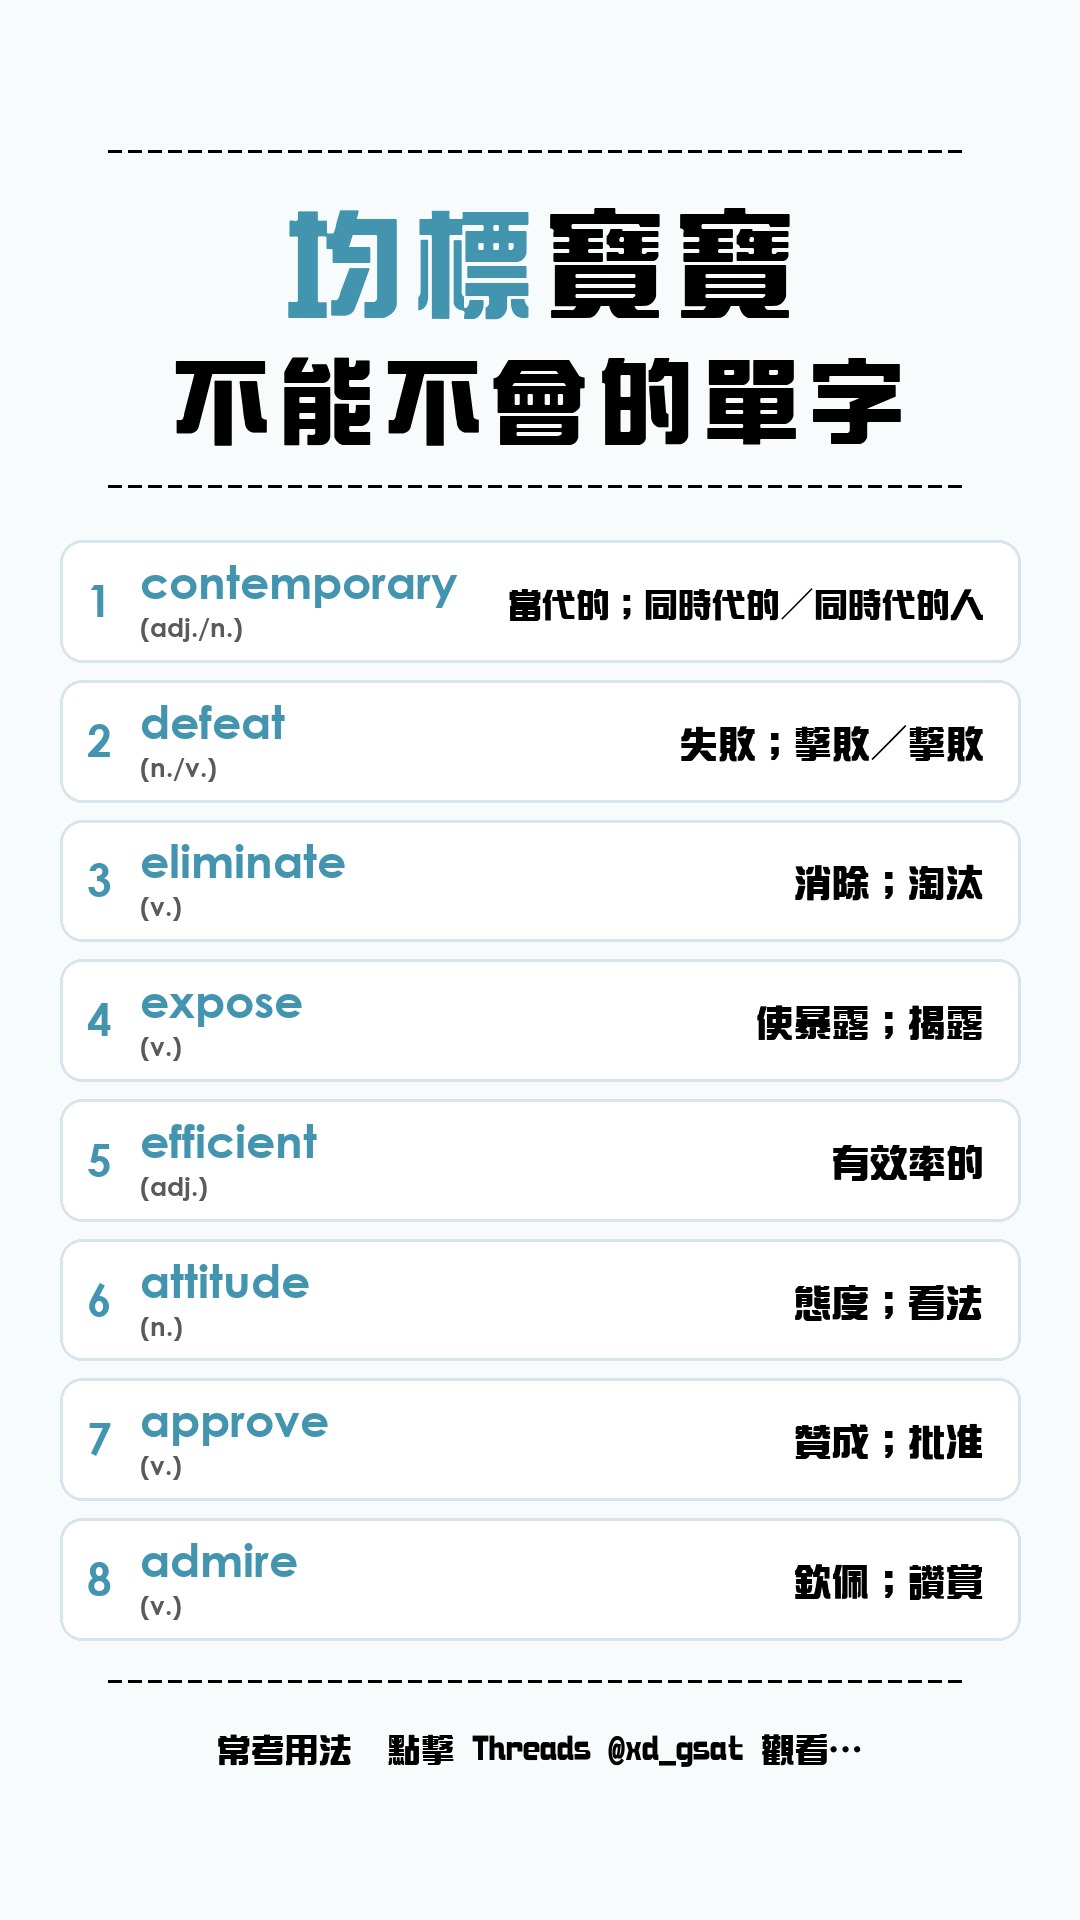 均標寶寶
不能不會的單字
1 contemporary 當代的；同時代的／同時代的人
(adj./n.)
2 defeat 失敗；擊敗／擊敗
(n./v.)
3 eliminate 消除；淘汰
(v.)
4 expose 使暴露；揭露
(v.)
5 efficient 有效率的
(adj.)
6 attitude 態度；看法
(n.)
7 approve 贊成；批准
(v.)
8 admire 欽佩；讚賞
(v.)
常考用法 點擊 Threads @xd_gsat 觀看⋯